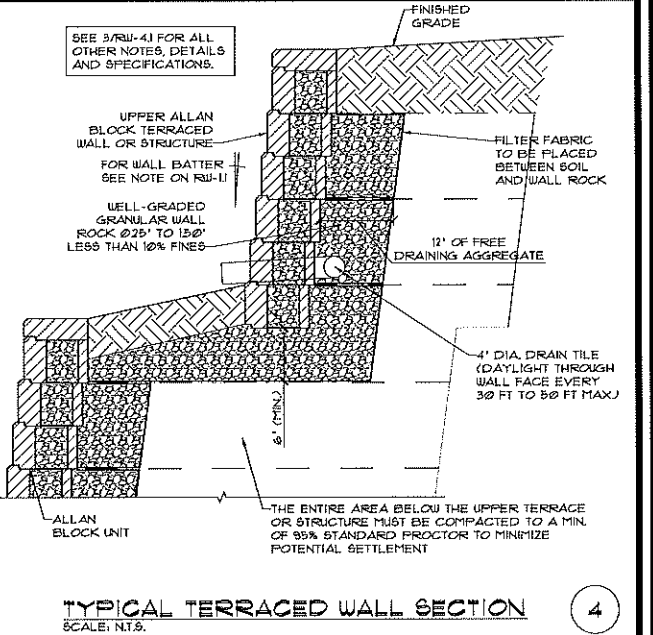 FINISHED
GRADE
SEE 3/RW-4.1 FOR ALL
OTHER NOTES, DETAILS
AND SPECIFICATIONS.
UPPER ALLAN
BLOCK TERRACED
WALL OR STRUCTURE
FOR WALL BATTER
SEE NOTE ON RW-1.1
WELL-GRADED
GRANULAR WALL
ROCK 0.25" TO 1.50"
LESS THAN 10% FINES
FILTER FABRIC
TO BE PLACED
BETWEEN SOIL
AND WALL ROCK
12" OF FREE
DRAINING AGGREGATE
4" DIA. DRAIN TILE
(DAYLIGHT THROUGH
WALL FACE EVERY
30 FT TO 50 FT MAX.)
6" (MIN.)
ALLAN
BLOCK UNIT
THE ENTIRE AREA BELOW THE UPPER TERRACE
OR STRUCTURE MUST BE COMPACTED TO A MIN.
OF 95% STANDARD PROCTOR TO MINIMIZE
POTENTIAL SETTLEMENT
TYPICAL TERRACED WALL SECTION
SCALE: N.T.S.
4